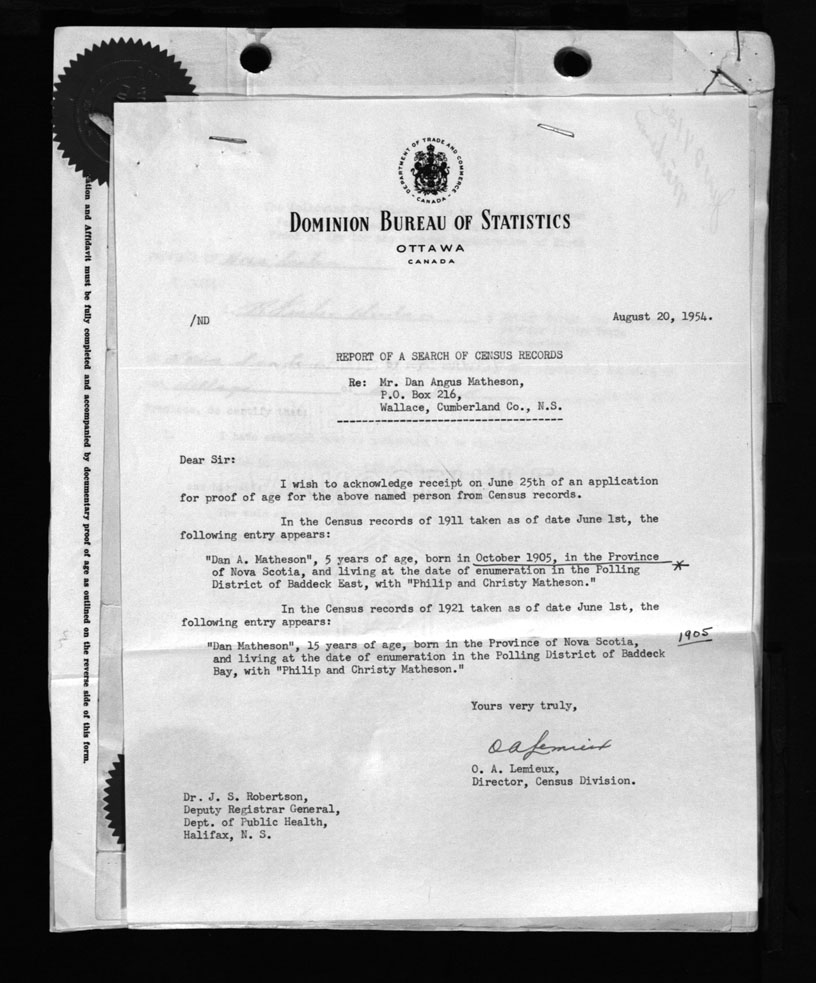 DEPARTMENT OF TRADE AND COMMERCE
CANADA
DOMINION BUREAU OF STATISTICS
OTTAWA
CANADA
/ND
August 20, 1954.
REPORT OF A SEARCH OF CENSUS RECORDS
Re: Mr. Dan Angus Matheson,
P.O. Box 216,
Wallace, Cumberland Co., N.S.
Dear Sir:
I wish to acknowledge receipt on June 25th of an application
for proof of age for the above named person from Census records.
In the Census records of 1911 taken as of date June 1st, the
following entry appears:
"Dan A. Matheson", 5 years of age, born in October 1905, in the Province
of Nova Scotia, and living at the date of enumeration in the Polling *
District of Baddeck East, with "Philip and Christy Matheson."
In the Census records of 1921 taken as of date June 1st, the
following entry appears:
1905
"Dan Matheson", 15 years of age, born in the Province of Nova Scotia,
and living at the date of enumeration in the Polling District of Baddeck
Bay, with "Philip and Christy Matheson."
Yours very truly,
O A Lemieux
O. A. Lemieux,
Director, Census Division.
Dr. J. S. Robertson,
Deputy Registrar General,
Dept. of Public Health,
Halifax, N. S.
ation and Affidavit must be fully completed and accompanied by documentary proof of age as outlined on the reverse side of this form.